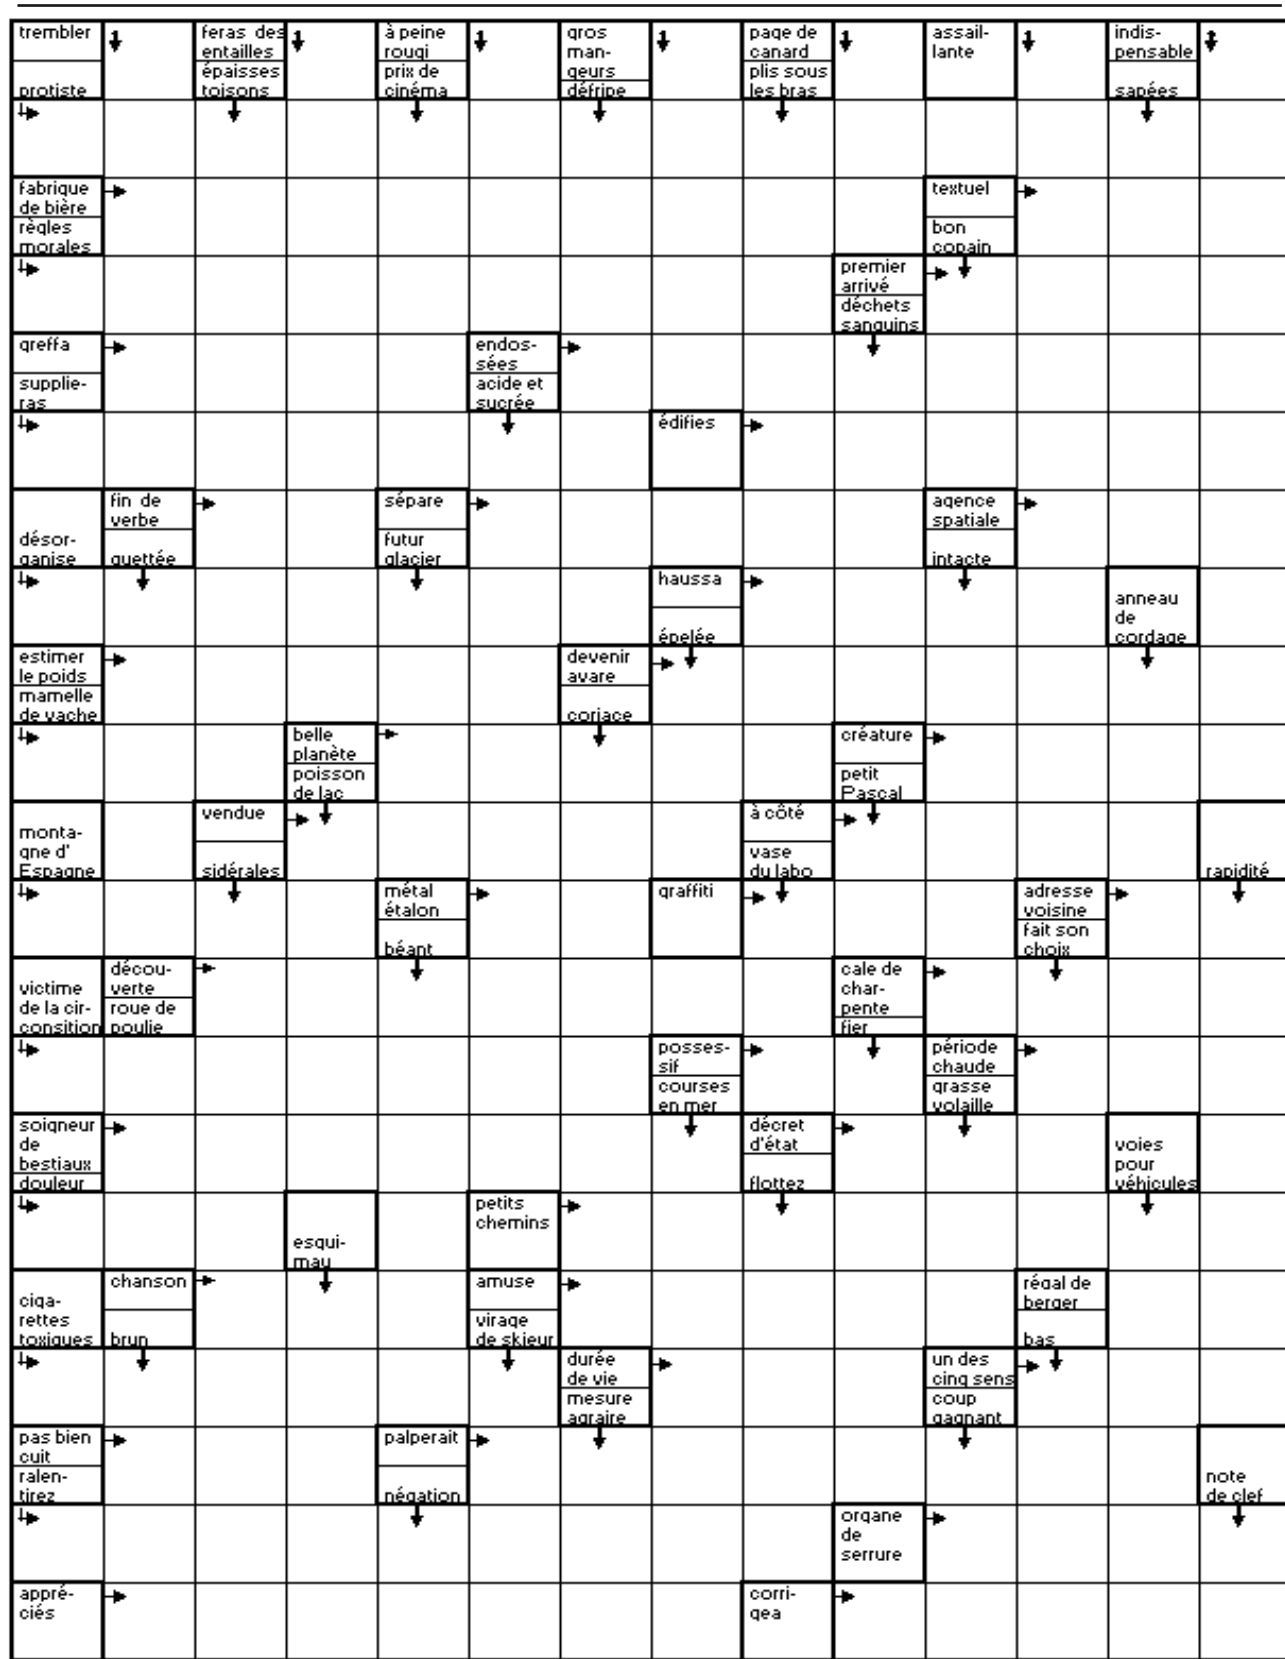 trembler
protiste
feras des
entailles
épaisses
toisons
à peine
rougi
prix de
cinéma
gros
man-
geurs
défripe
page de
canard
plis sous
les bras
assail-
lante
indis-
pensable
sapées
fabrique
de bière
règles
morales
textuel
bon
copain
premier
arrivé
déchets
sanguins
greffa
supplie-
ras
endos-
sées
acide et
sucrée
édifies
désor-
ganise
fin de
verbe
guettée
sépare
futur
glacier
agence
spatiale
intacte
haussa
épelée
anneau
de
cordage
estimer
le poids
mamelle
de vache
devenir
avare
coriace
belle
planète
poisson
de lac
créature
petit
Pascal
monta-
gne d'
Espagne
vendue
sidérales
à côté
vase
du labo
rapidité
métal
étalon
béant
graffiti
adresse
voisine
fait son
choix
victime
de la cir-
consition
décou-
verte
roue de
poulie
cale de
char-
pente
fier
posses-
sif
courses
en mer
période
chaude
grasse
volaille
soigneur
de
bestiaux
douleur
décret
d'état
flottez
voies
pour
véhicules
esqui-
mau
petits
chemins
ciga-
rettes
toxiques
chanson
brun
amuse
virage
de skieur
régal de
berger
bas
durée
de vie
mesure
agraire
un des
cinq sens
coup
gagnant
pas bien
cuit
ralen-
tirez
palperait
négation
note
de clef
organe
de
serrure
appré-
ciés
corri-
gea